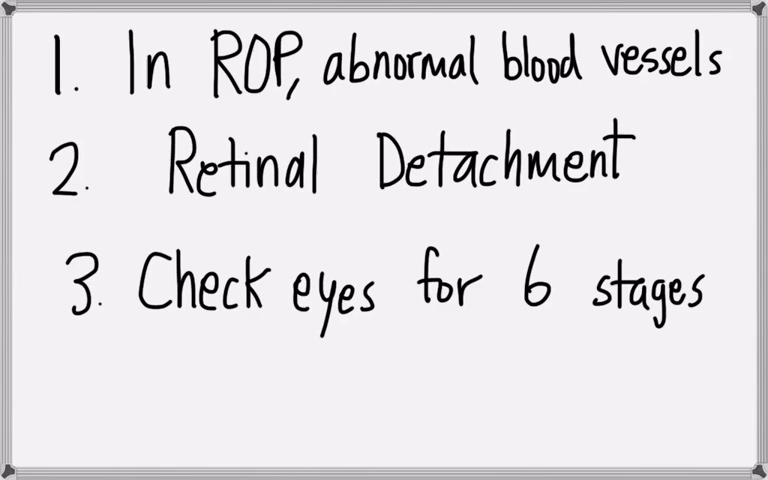 1. In ROP, abnormal blood vessels
2. Retinal Detachment
3. Check eyes for 6 stages